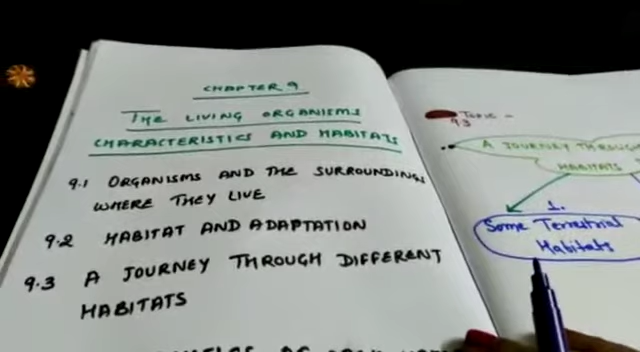 CHAPTER 9
THE LIVING ORGANISMS
CHARACTERISTICS AND HABITATS
9.1 ORGANISMS AND THE SURROUNDINGS
WHERE THEY LIVE
9.2 HABITAT AND ADAPTATION
9.3 A JOURNEY THROUGH DIFFERENT
HABITATS
TOPIC -
9.3
A JOURNEY THROUGH
HABITATS
1.
Some Terrestrial
Habitats